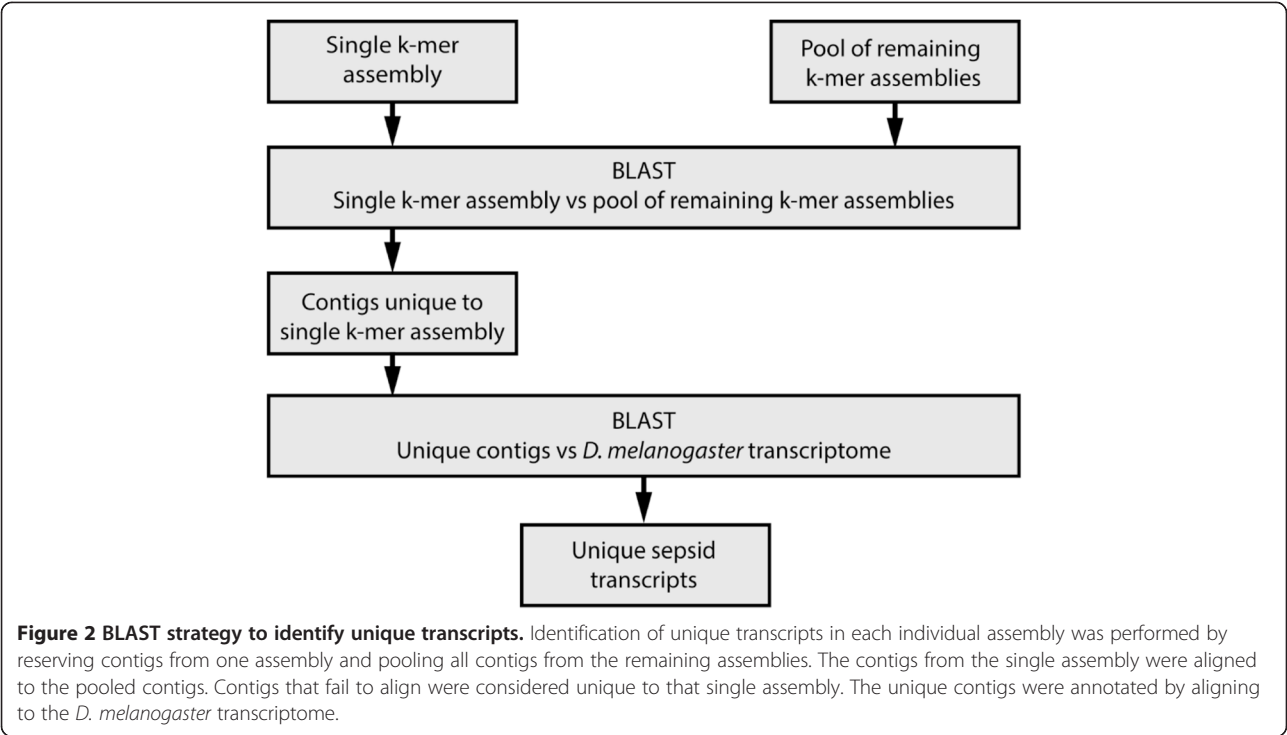 Single k-mer
assembly
Pool of remaining
k-mer assemblies
BLAST
Single k-mer assembly vs pool of remaining k-mer assemblies
Contigs unique to
single k-mer assembly
BLAST
Unique contigs vs D. melanogaster transcriptome
Unique sepsid
transcripts
Figure 2 BLAST strategy to identify unique transcripts. Identification of unique transcripts in each individual assembly was performed by
reserving contigs from one assembly and pooling all contigs from the remaining assemblies. The contigs from the single assembly were aligned
to the pooled contigs. Contigs that fail to align were considered unique to that single assembly. The unique contigs were annotated by aligning
to the D. melanogaster transcriptome.